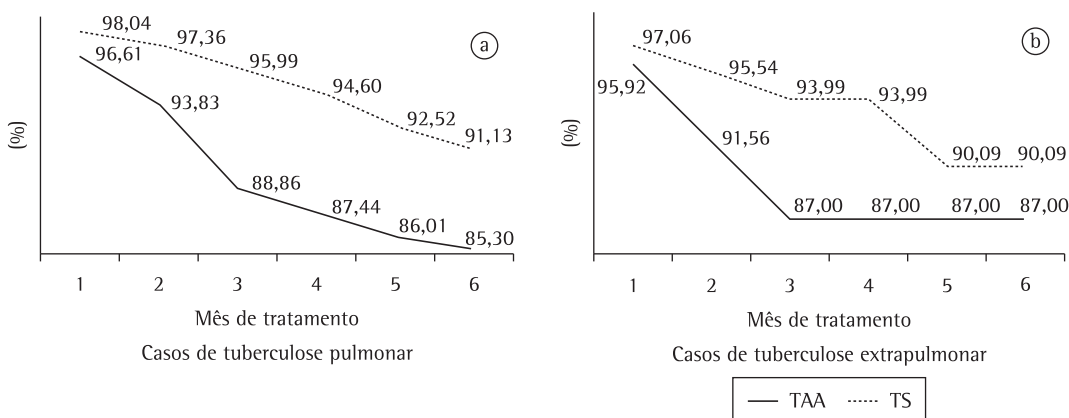 98,04
97,36
95,99
94,60
92,52
91,13
96,61
93,83
88,86
87,44
86,01
85,30
a
(%)
1 2 3 4 5 6
Mês de tratamento
Casos de tuberculose pulmonar
97,06
95,54
93,99
93,99
90,09
90,09
95,92
91,56
87,00
87,00
87,00
87,00
b
(%)
1 2 3 4 5 6
Mês de tratamento
Casos de tuberculose extrapulmonar
TAA TS